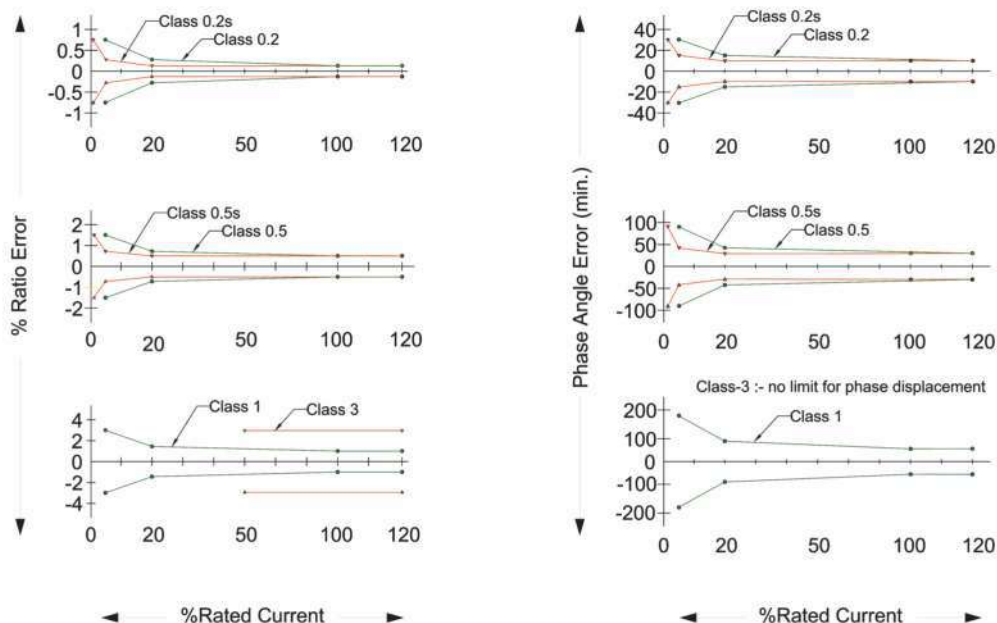 % Ratio Error
1
0.5
0
-0.5
-1
Class 0.2s
Class 0.2
0 20 50 100 120
2
1
0
-1
-2
Class 0.5s
Class 0.5
0 20 50 100 120
4
2
0
-2
-4
Class 1
Class 3
0 20 50 100 120
%Rated Current
Phase Angle Error (min.)
40
20
0
-20
-40
Class 0.2s
Class 0.2
0 20 50 100 120
100
50
0
-50
-100
Class 0.5s
Class 0.5
0 20 50 100 120
Class-3 :- no limit for phase displacement
200
100
0
-100
-200
Class 1
0 20 50 100 120
%Rated Current